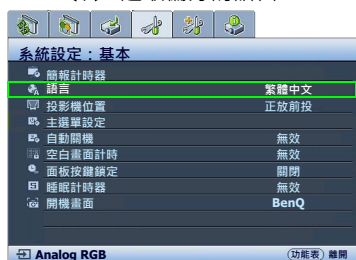 系統設定：基本
簡報計時器
語言 繁體中文
投影機位置 正放前投
主選單設定
自動關機 無效
空白畫面計時 無效
面板按鍵鎖定 關閉
睡眠計時器 無效
開機畫面 BenQ
Analog RGB (功能表) 離開